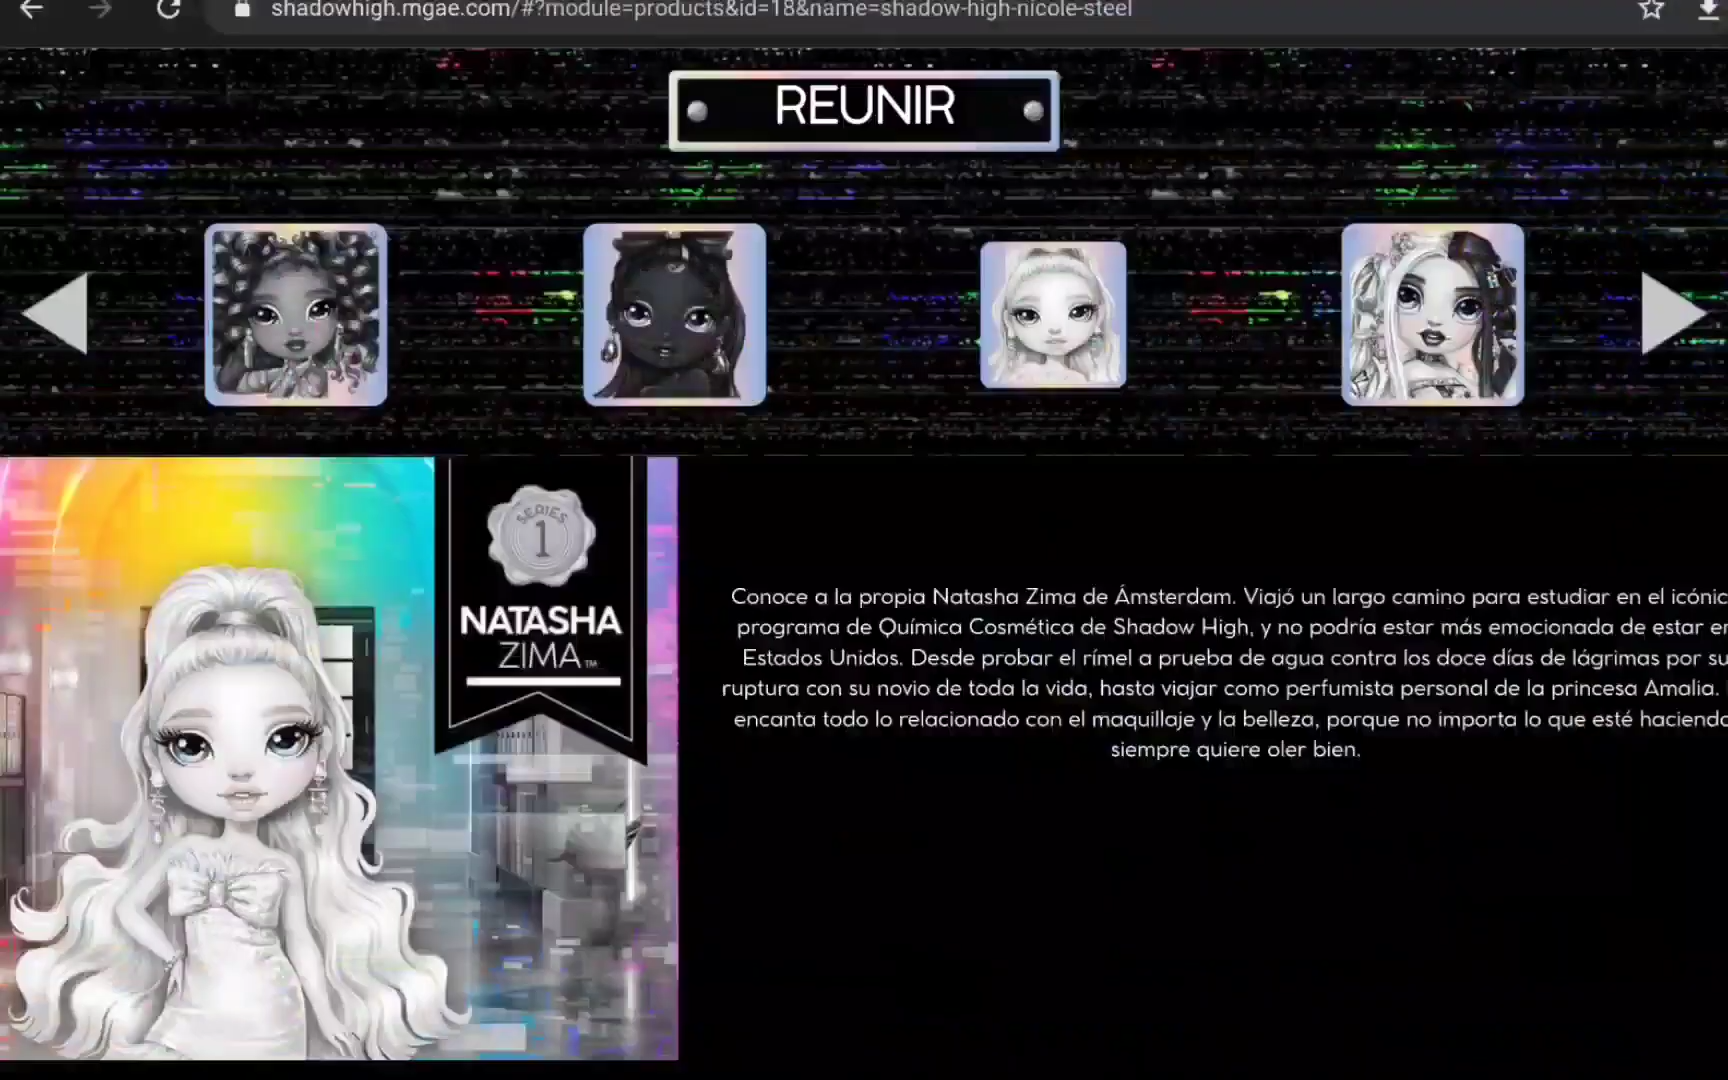 shadowhigh.mgae.com/#?module=products&id=18&name=shadow-high-nicole-steel
REUNIR
SERIES
1
NATASHA
ZIMA™
Conoce a la propia Natasha Zima de Ámsterdam. Viajó un largo camino para estudiar en el icónic
programa de Química Cosmética de Shadow High, y no podría estar más emocionada de estar en
Estados Unidos. Desde probar el rímel a prueba de agua contra los doce días de lágrimas por su
ruptura con su novio de toda la vida, hasta viajar como perfumista personal de la princesa Amalia.
encanta todo lo relacionado con el maquillaje y la belleza, porque no importa lo que esté haciendo
siempre quiere oler bien.